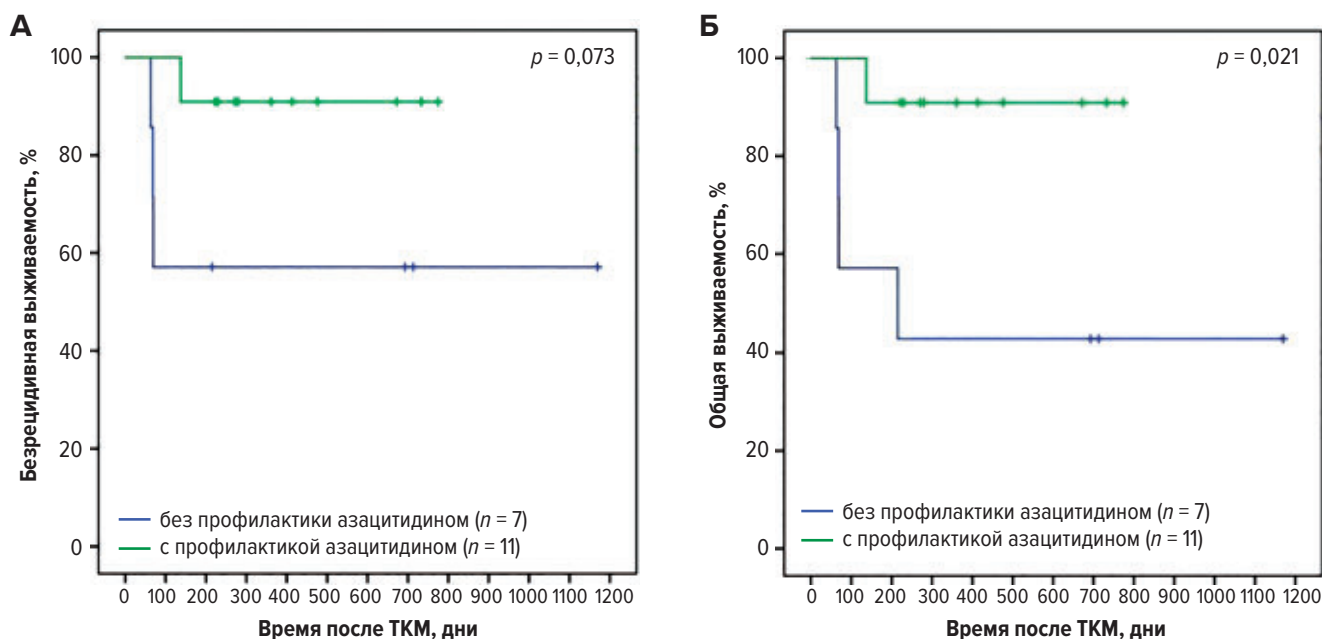 А
p = 0,073
Безрецидивная выживаемость, %
100
80
60
40
20
0
без профилактики азацитидином (n = 7)
с профилактикой азацитидином (n = 11)
0 100 200 300 400 500 600 700 800 900 1000 1100 1200
Время после ТКМ, дни
Б
p = 0,021
Общая выживаемость, %
100
80
60
40
20
0
без профилактики азацитидином (n = 7)
с профилактикой азацитидином (n = 11)
0 100 200 300 400 500 600 700 800 900 1000 1100 1200
Время после ТКМ, дни